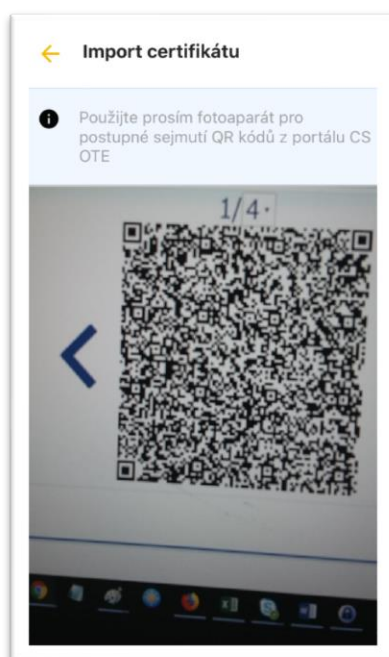 Import certifikátu
Použijte prosím fotoaparát pro
postupné sejmutí QR kódů z portálu CS
OTE
1/4